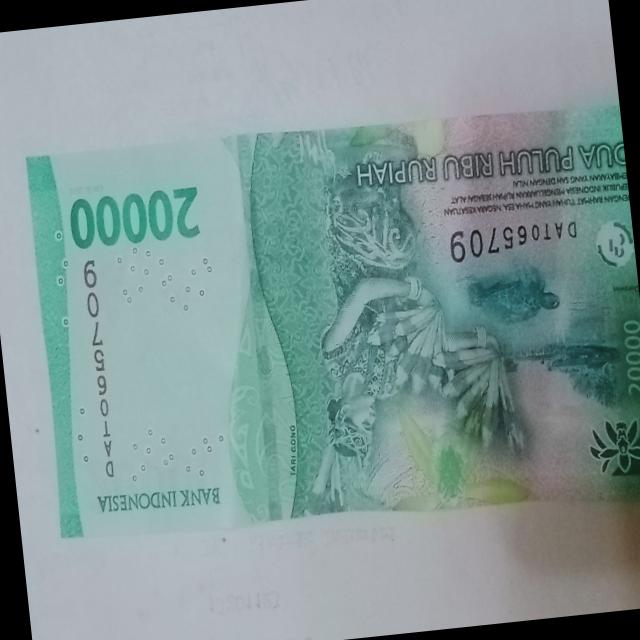 BANK INDONESIA
DAT065709
20000
TARI GONG
20000
DAT065709
DUA PULUH RIBU RUPIAH